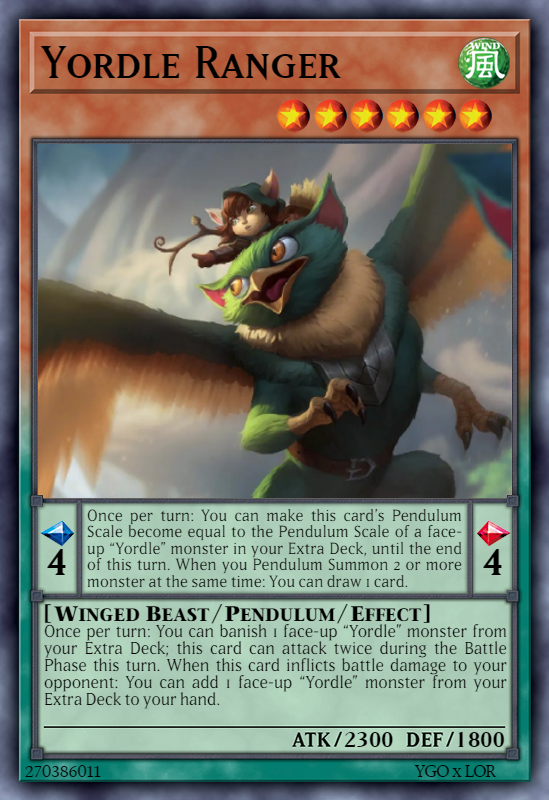 Yordle Ranger
WIND
風
Once per turn: You can make this card's Pendulum
Scale become equal to the Pendulum Scale of a face-
up “Yordle” monster in your Extra Deck, until the end
of this turn. When you Pendulum Summon 2 or more
monster at the same time: You can draw 1 card.
4
4
[Winged Beast/Pendulum/Effect]
Once per turn: You can banish 1 face-up “Yordle” monster from
your Extra Deck; this card can attack twice during the Battle
Phase this turn. When this card inflicts battle damage to your
opponent: You can add 1 face-up “Yordle” monster from your
Extra Deck to your hand.
ATK/2300 DEF/1800
270386011
YGO x LOR